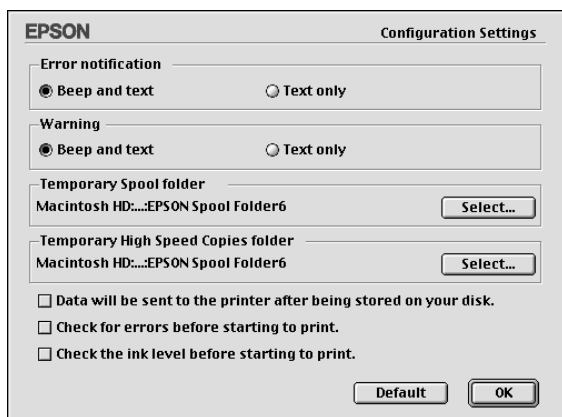 EPSON Configuration Settings
Error notification
Beep and text Text only
Warning
Beep and text Text only
Temporary Spool folder
Macintosh HD:...:EPSON Spool Folder6 Select...
Temporary High Speed Copies folder
Macintosh HD:...:EPSON Spool Folder6 Select...
Data will be sent to the printer after being stored on your disk.
Check for errors before starting to print.
Check the ink level before starting to print.
Default OK